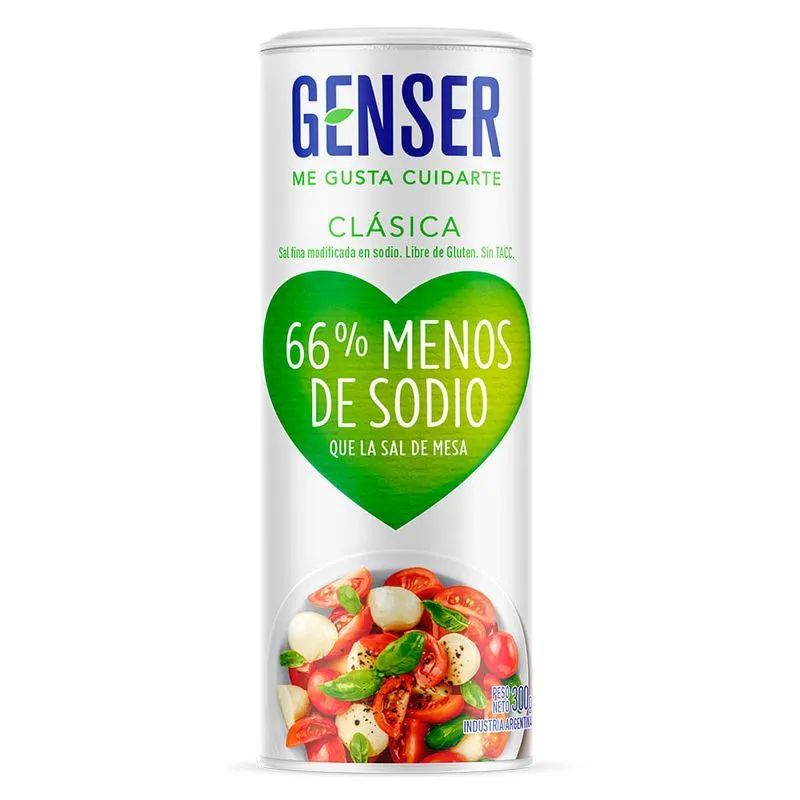 GENSER
ME GUSTA CUIDARTE
CLÁSICA
Sal fina modificada en sodio. Libre de Gluten. Sin TACC.
66% MENOS
DE SODIO
QUE LA SAL DE MESA
PESO
NETO 300g
INDUSTRIA ARGENTINA